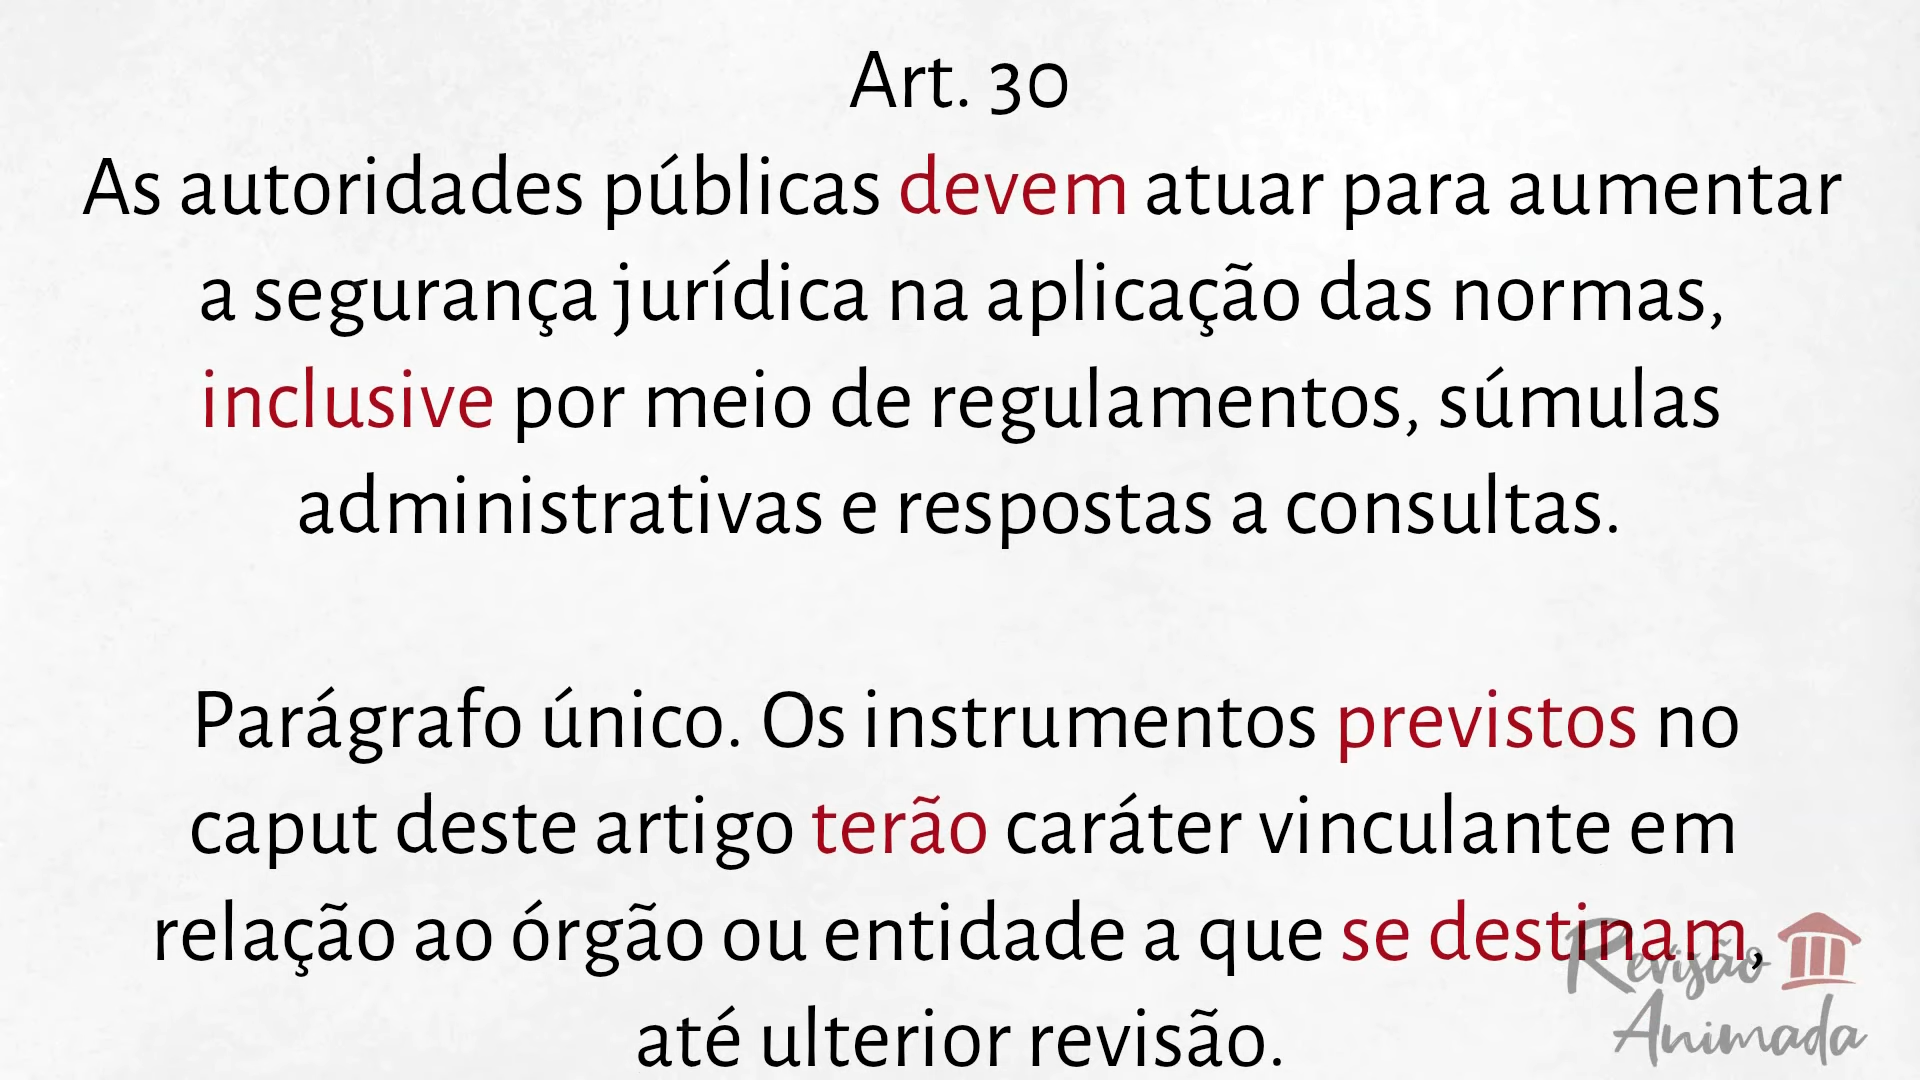 Art. 30
As autoridades públicas devem atuar para aumentar
a segurança jurídica na aplicação das normas,
inclusive por meio de regulamentos, súmulas
administrativas e respostas a consultas.
Parágrafo único. Os instrumentos previstos no
caput deste artigo terão caráter vinculante em
relação ao órgão ou entidade a que se destinam,
até ulterior revisão.
Revisão
Animada